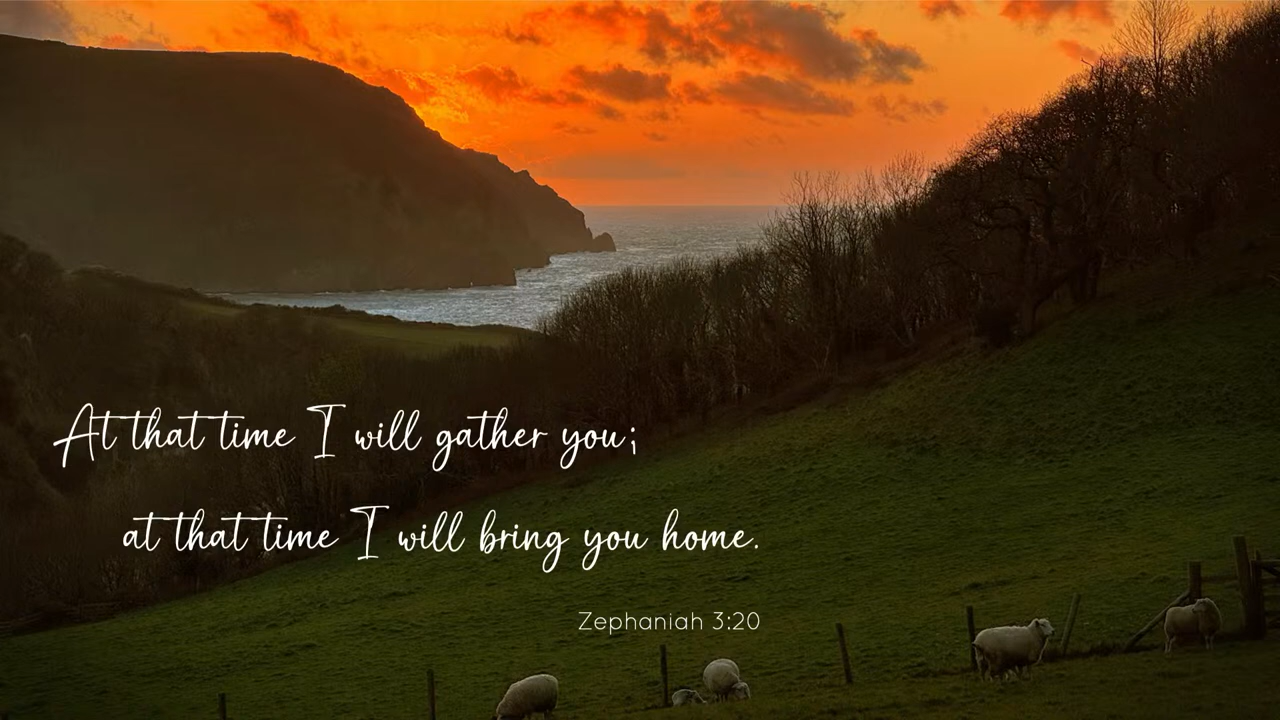 At that time I will gather you;
at that time I will bring you home.
Zephaniah 3:20